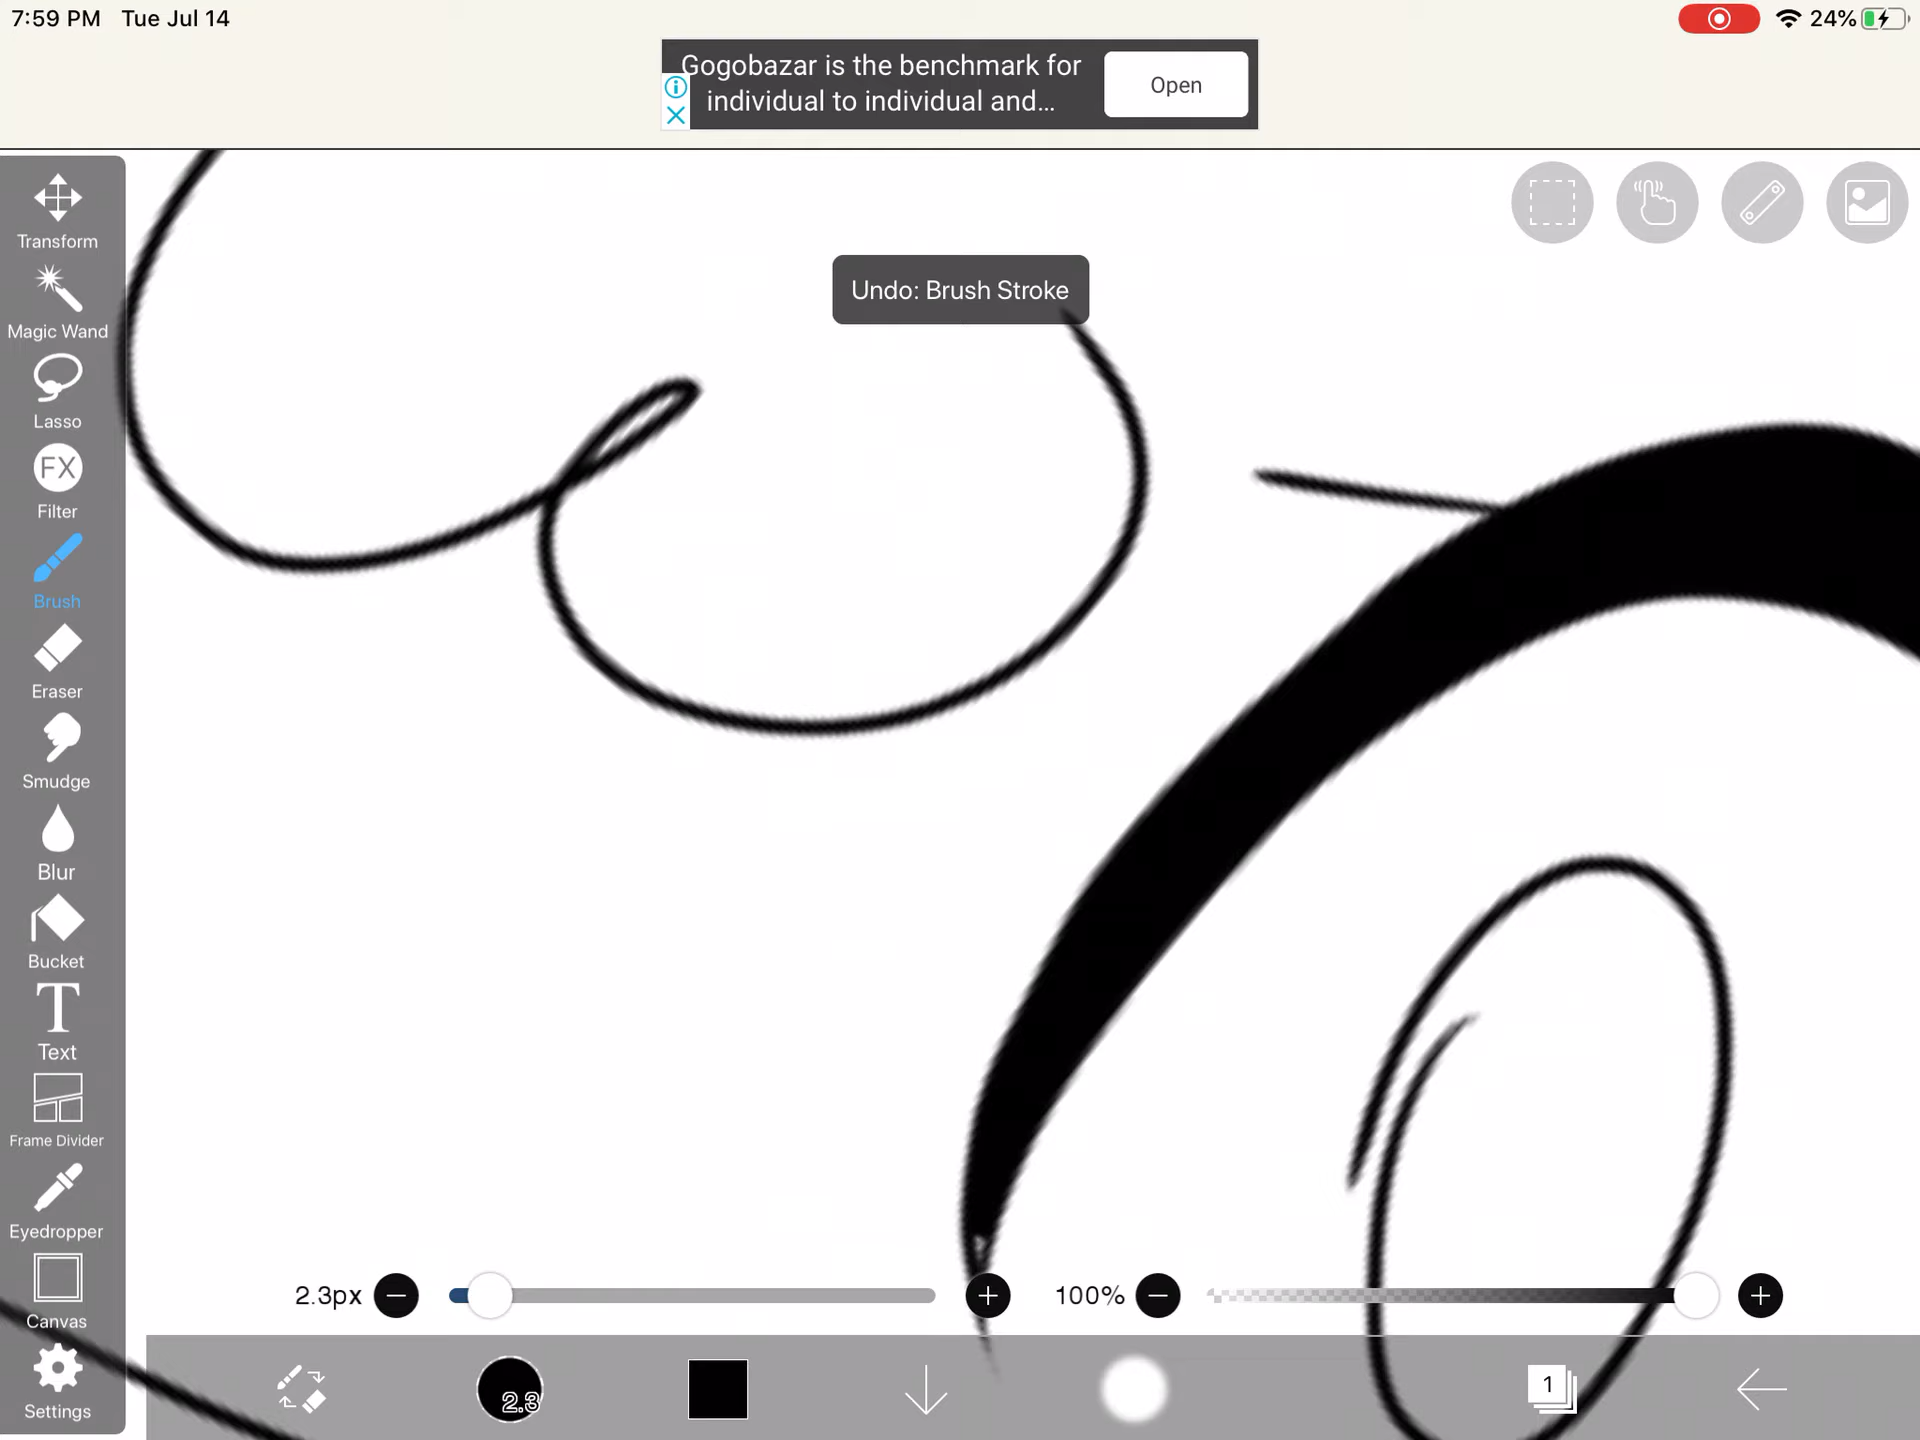 7:59 PM Tue Jul 14
24%
Gogobazar is the benchmark for
individual to individual and...
Open
Undo: Brush Stroke
Transform
Magic Wand
Lasso
FX
Filter
Brush
Eraser
Smudge
Blur
Bucket
T
Text
Frame Divider
Eyedropper
Canvas
Settings
2.3px
100%
2.3
1